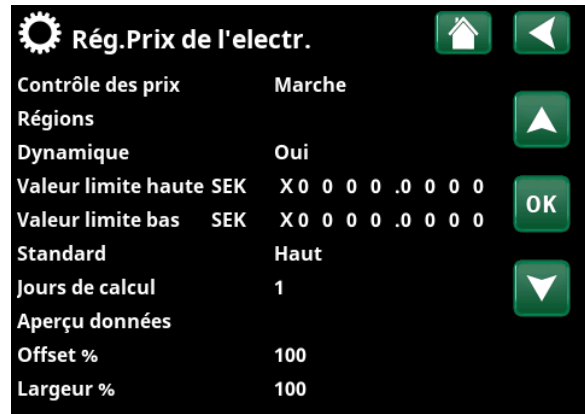 Rég.Prix de l'electr.
Contrôle des prix Marche
Régions
Dynamique Oui
Valeur limite haute SEK X0 0 0 0 .0 0 0 0
Valeur limite bas SEK X0 0 0 0 .0 0 0 0
OK
Standard Haut
Jours de calcul 1
Aperçu données
Offset % 100
Largeur % 100